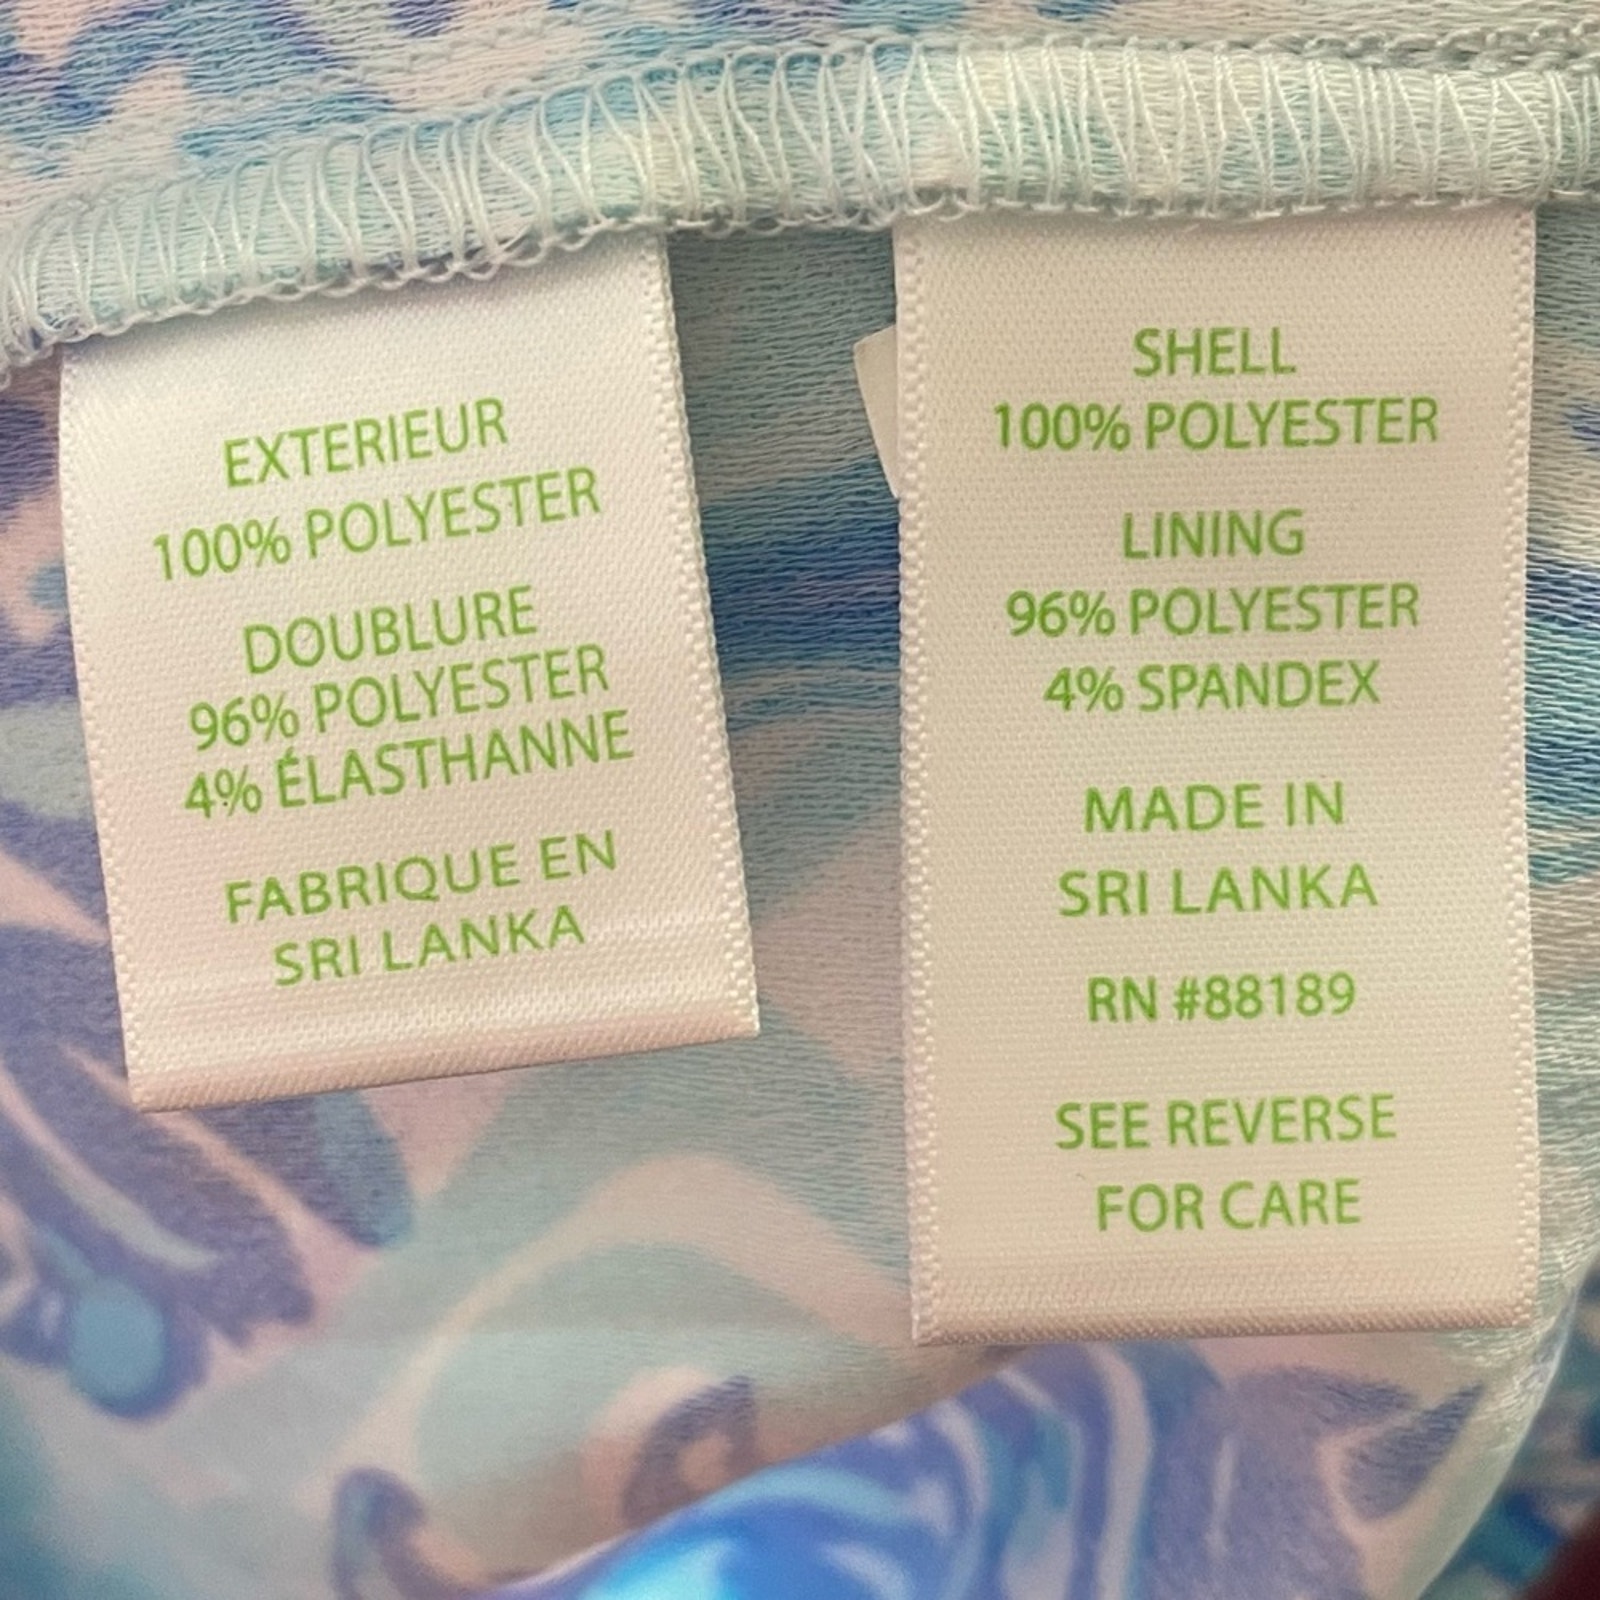 EXTERIEUR
100% POLYESTER
DOUBLURE
96% POLYESTER
4% ÉLASTHANNE
FABRIQUE EN
SRI LANKA
SHELL
100% POLYESTER
LINING
96% POLYESTER
4% SPANDEX
MADE IN
SRI LANKA
RN #88189
SEE REVERSE
FOR CARE